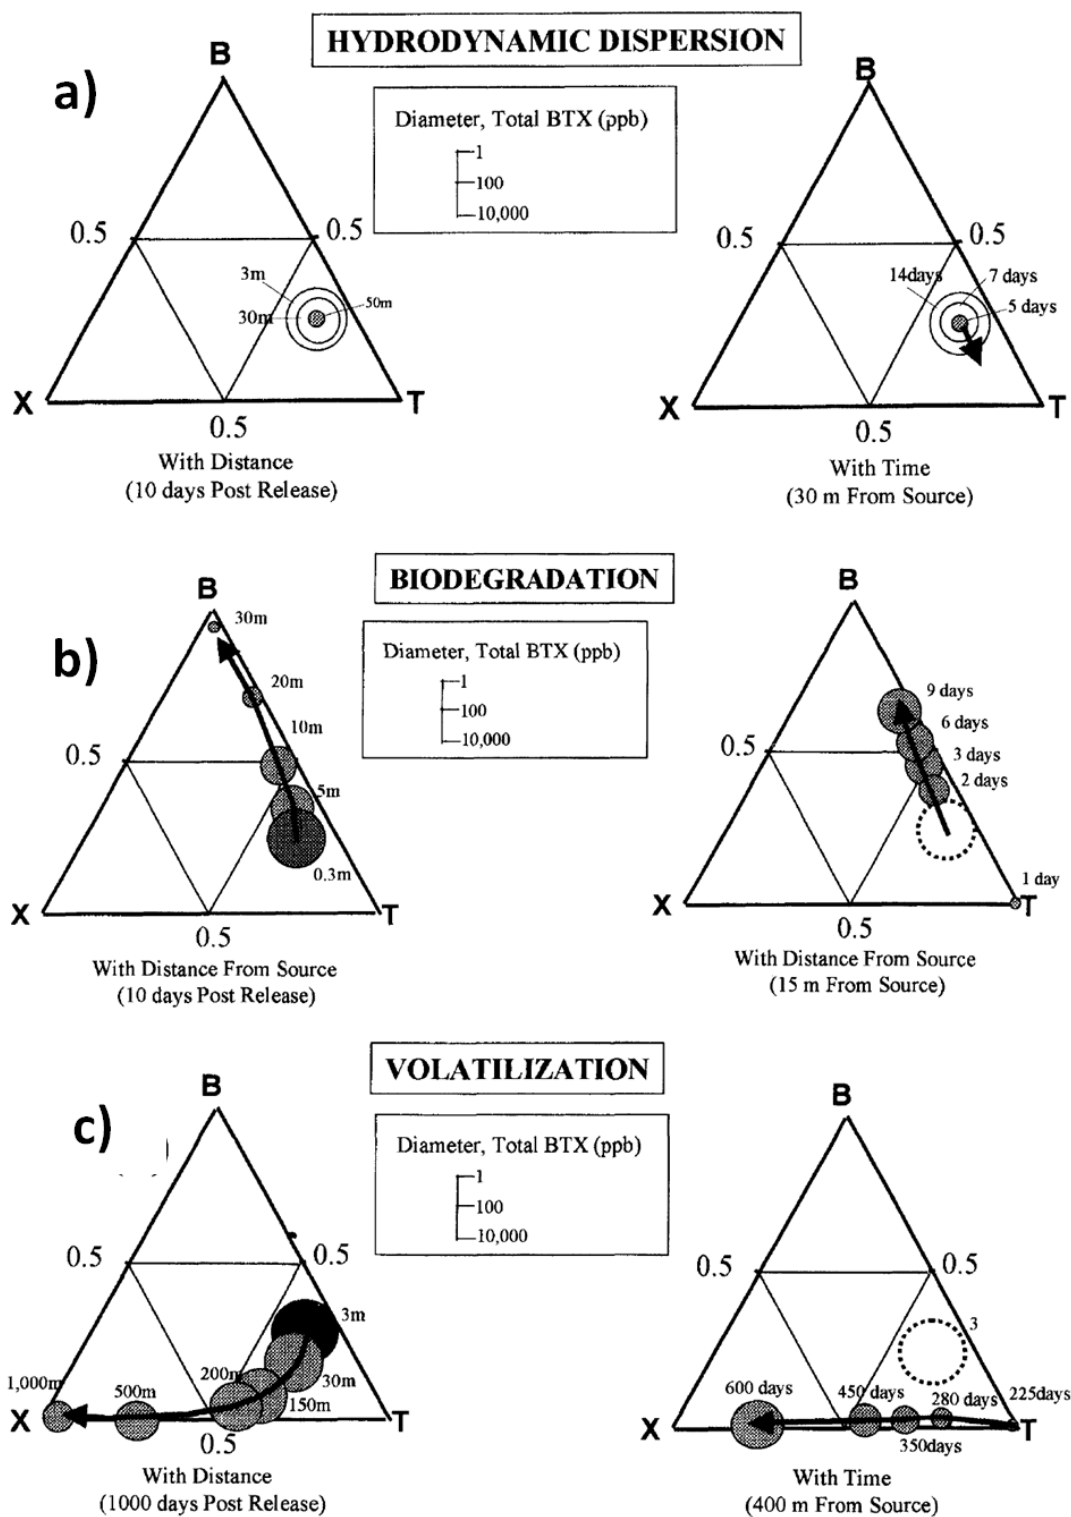 HYDRODYNAMIC DISPERSION
a)
B
B
Diameter, Total BTX (ppb)
1
100
10,000
0.5
0.5
0.5
0.5
3m
50m
30m
14days
7 days
5 days
X
T
X
T
0.5
0.5
With Distance
(10 days Post Release)
With Time
(30 m From Source)
BIODEGRADATION
b)
B
B
Diameter, Total BTX (ppb)
1
100
10,000
30m
20m
10m
5m
0.3m
0.5
0.5
9 days
6 days
3 days
2 days
1 day
X
T
X
T
0.5
0.5
With Distance From Source
(10 days Post Release)
With Distance From Source
(15 m From Source)
VOLATILIZATION
c)
B
B
Diameter, Total BTX (ppb)
1
100
10,000
0.5
0.5
0.5
0.5
3m
30m
150m
200m
500m
1,000m
3
600 days
450 days
280 days
225days
350days
X
T
X
T
0.5
With Distance
(1000 days Post Release)
With Time
(400 m From Source)